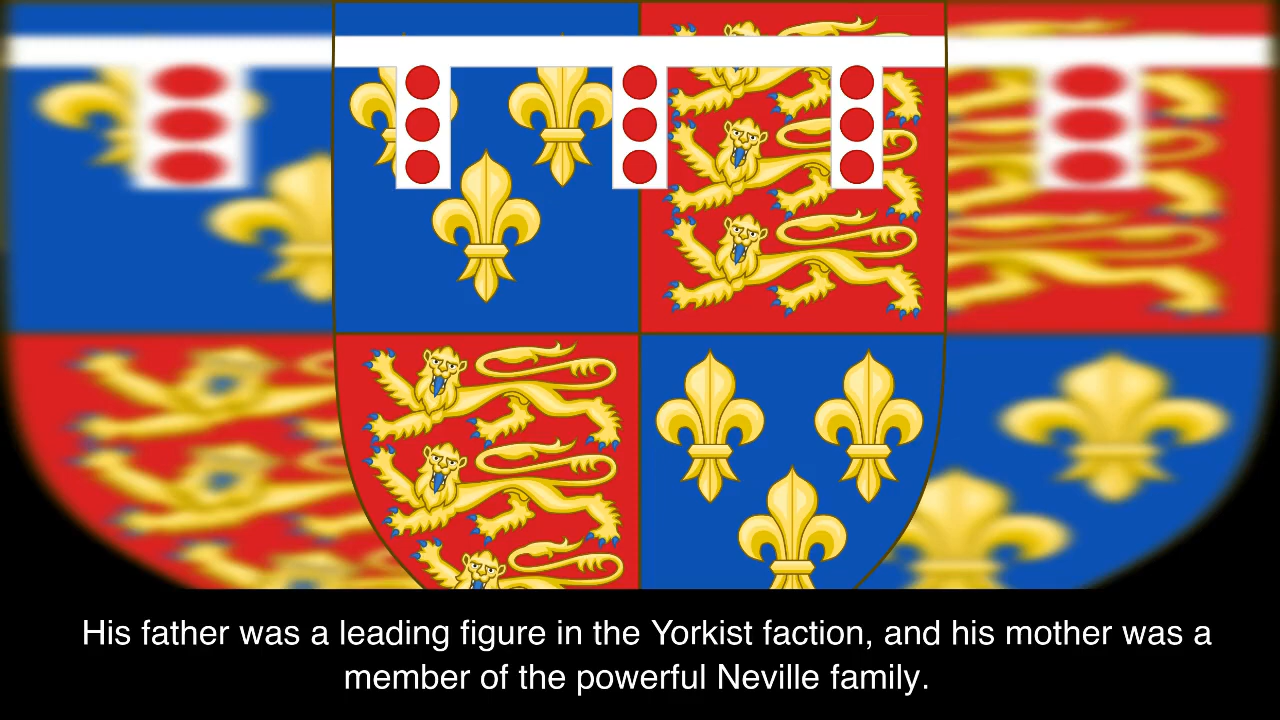 His father was a leading figure in the Yorkist faction, and his mother was a
member of the powerful Neville family.